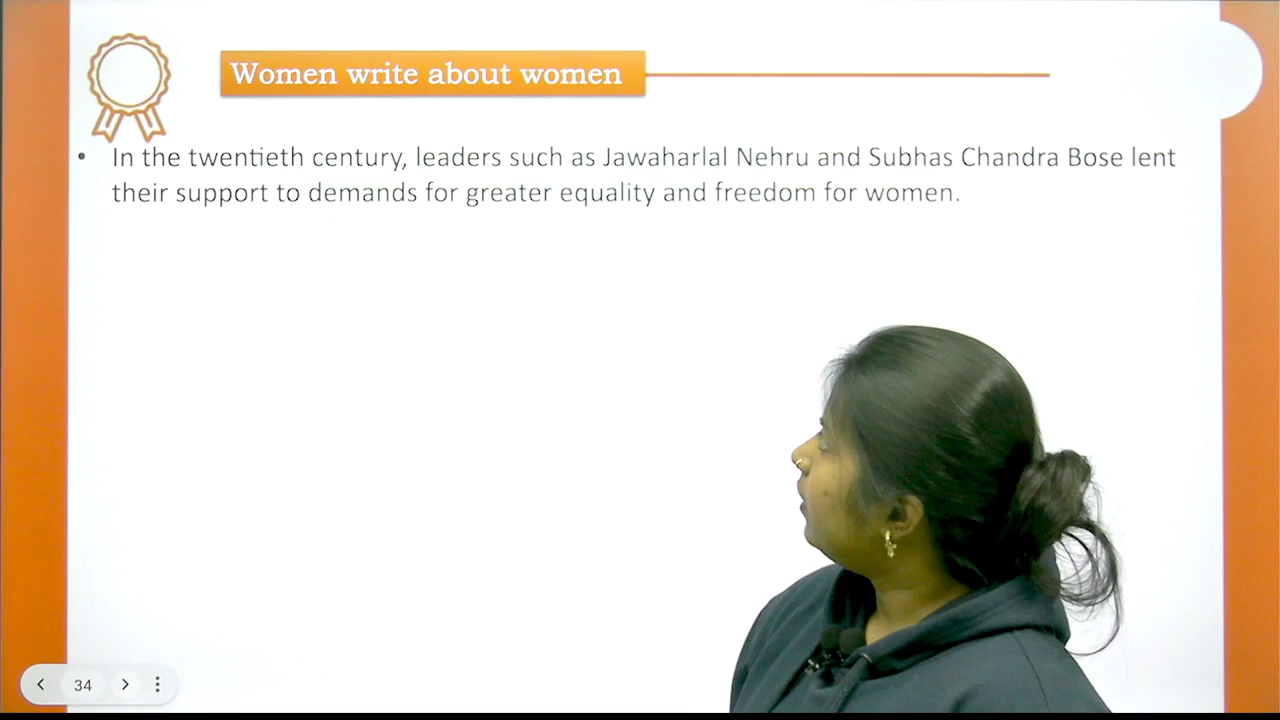 Women write about women
• In the twentieth century, leaders such as Jawaharlal Nehru and Subhas Chandra Bose lent
their support to demands for greater equality and freedom for women.
34